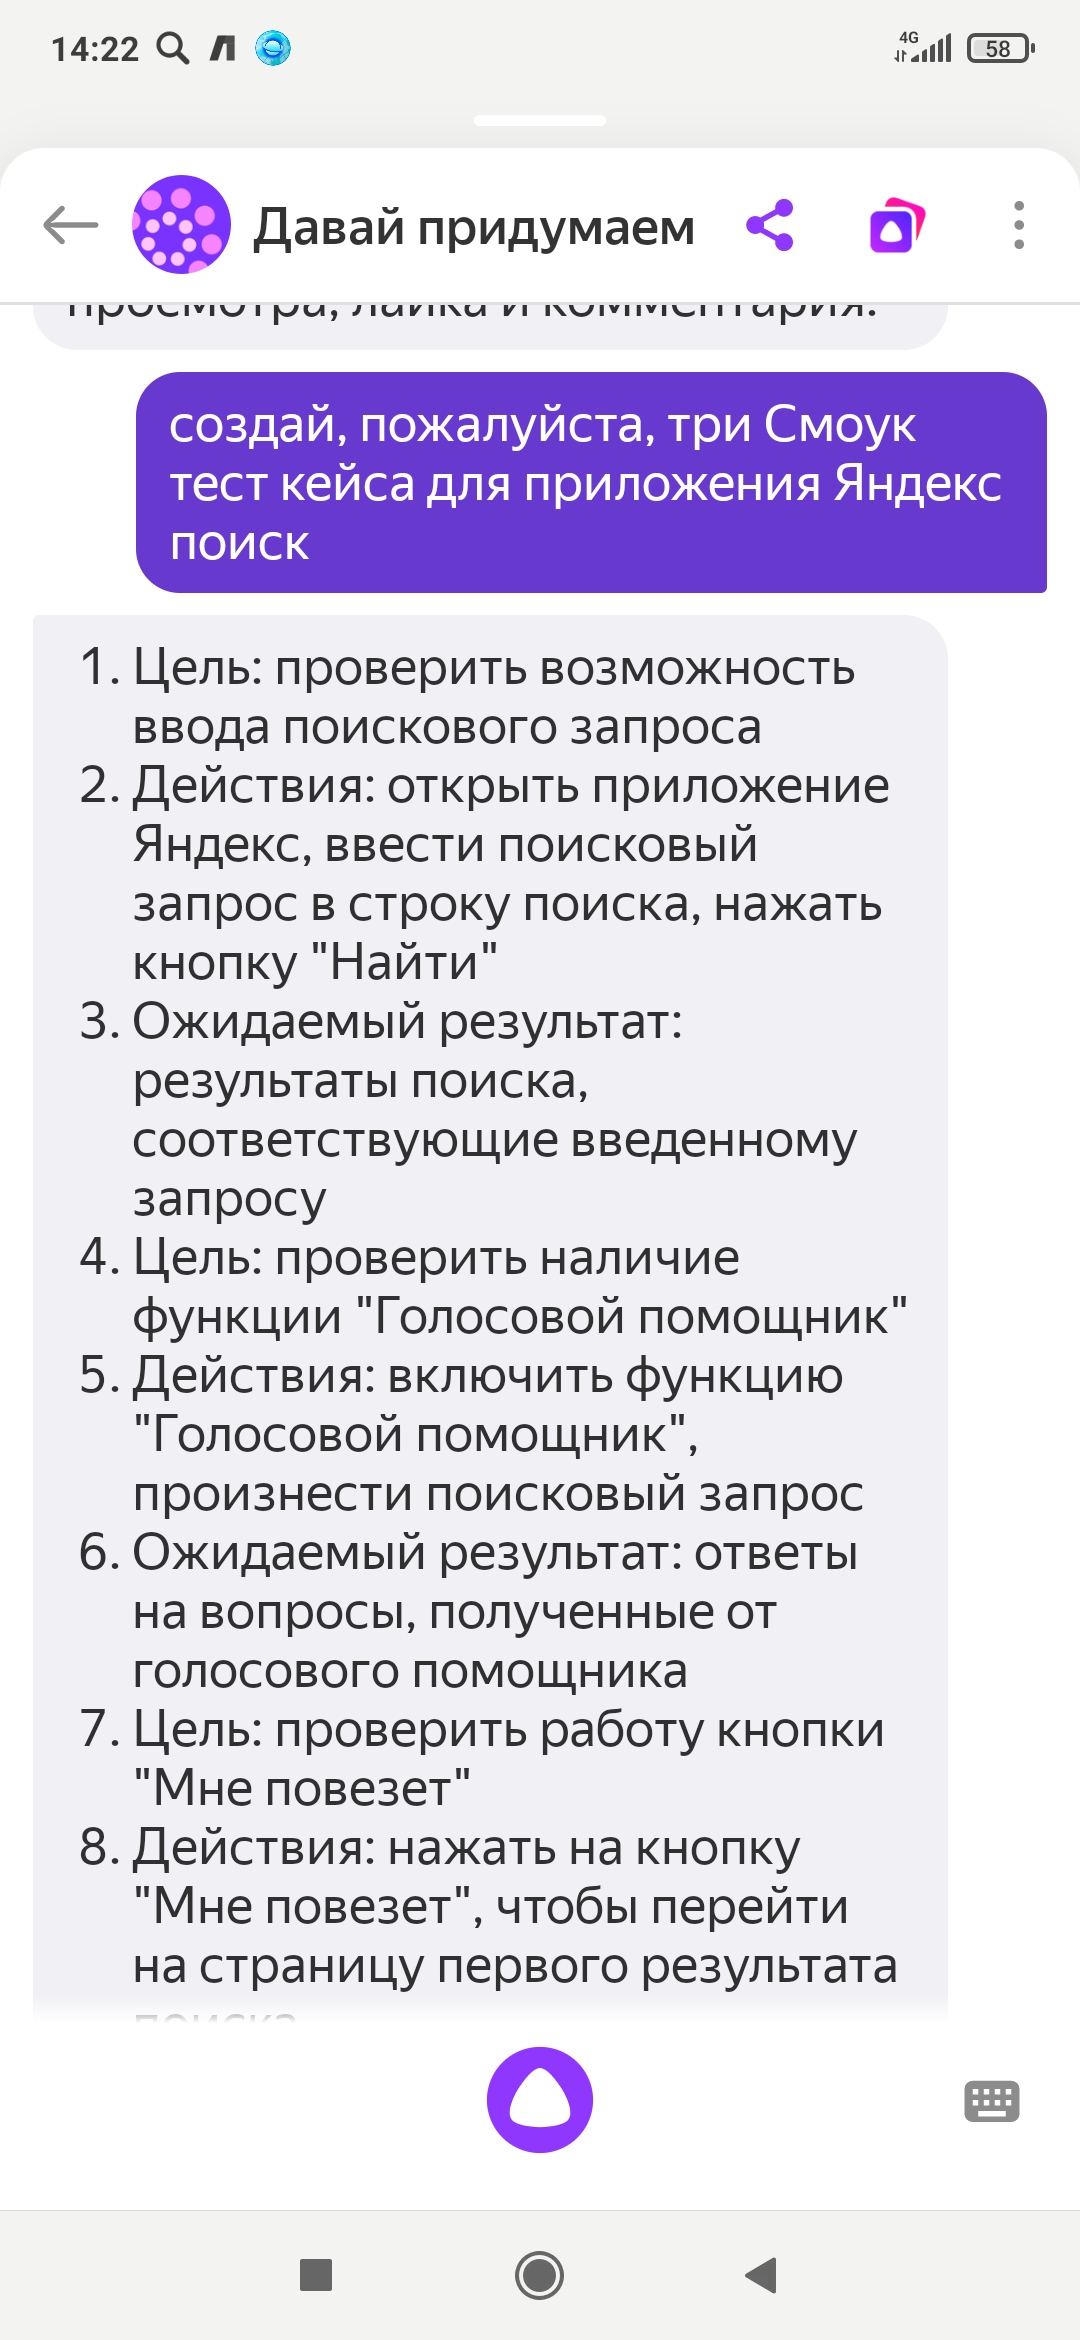 14:22
4G
58
Давай придумаем
просмотра, лайка и комментария.
создай, пожалуйста, три Смоук
тест кейса для приложения Яндекс
поиск
1. Цель: проверить возможность
ввода поискового запроса
2. Действия: открыть приложение
Яндекс, ввести поисковый
запрос в строку поиска, нажать
кнопку "Найти"
3. Ожидаемый результат:
результаты поиска,
соответствующие введенному
запросу
4. Цель: проверить наличие
функции "Голосовой помощник"
5. Действия: включить функцию
"Голосовой помощник",
произнести поисковый запрос
6. Ожидаемый результат: ответы
на вопросы, полученные от
голосового помощника
7. Цель: проверить работу кнопки
"Мне повезет"
8. Действия: нажать на кнопку
"Мне повезет", чтобы перейти
на страницу первого результата
поиска